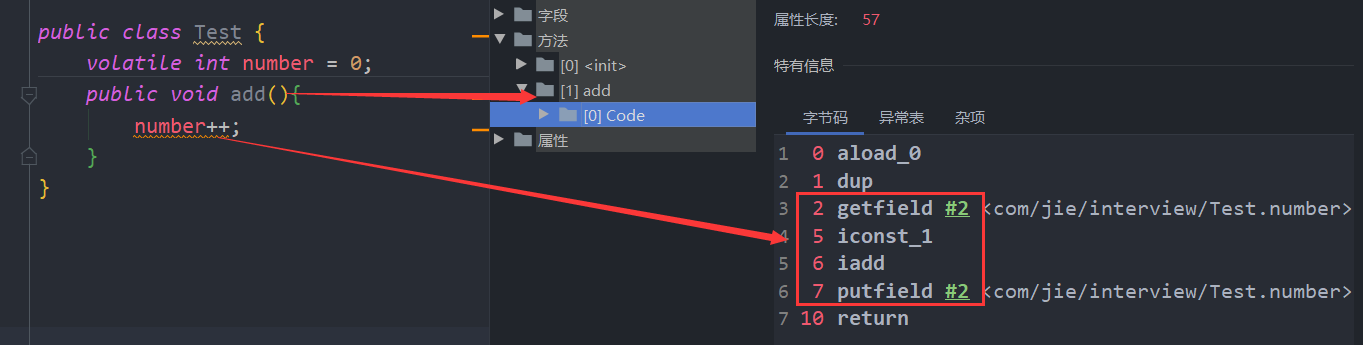 public class Test {
volatile int number = 0;
public void add(){
number++;
}
}
字段
方法
[0] <init>
[1] add
[0] Code
属性
属性长度: 57
特有信息
字节码 异常表 杂项
1 0 aload_0
2 1 dup
3 2 getfield #2 <com/jie/interview/Test.number>
4 5 iconst_1
5 6 iadd
6 7 putfield #2 <com/jie/interview/Test.number>
7 10 return